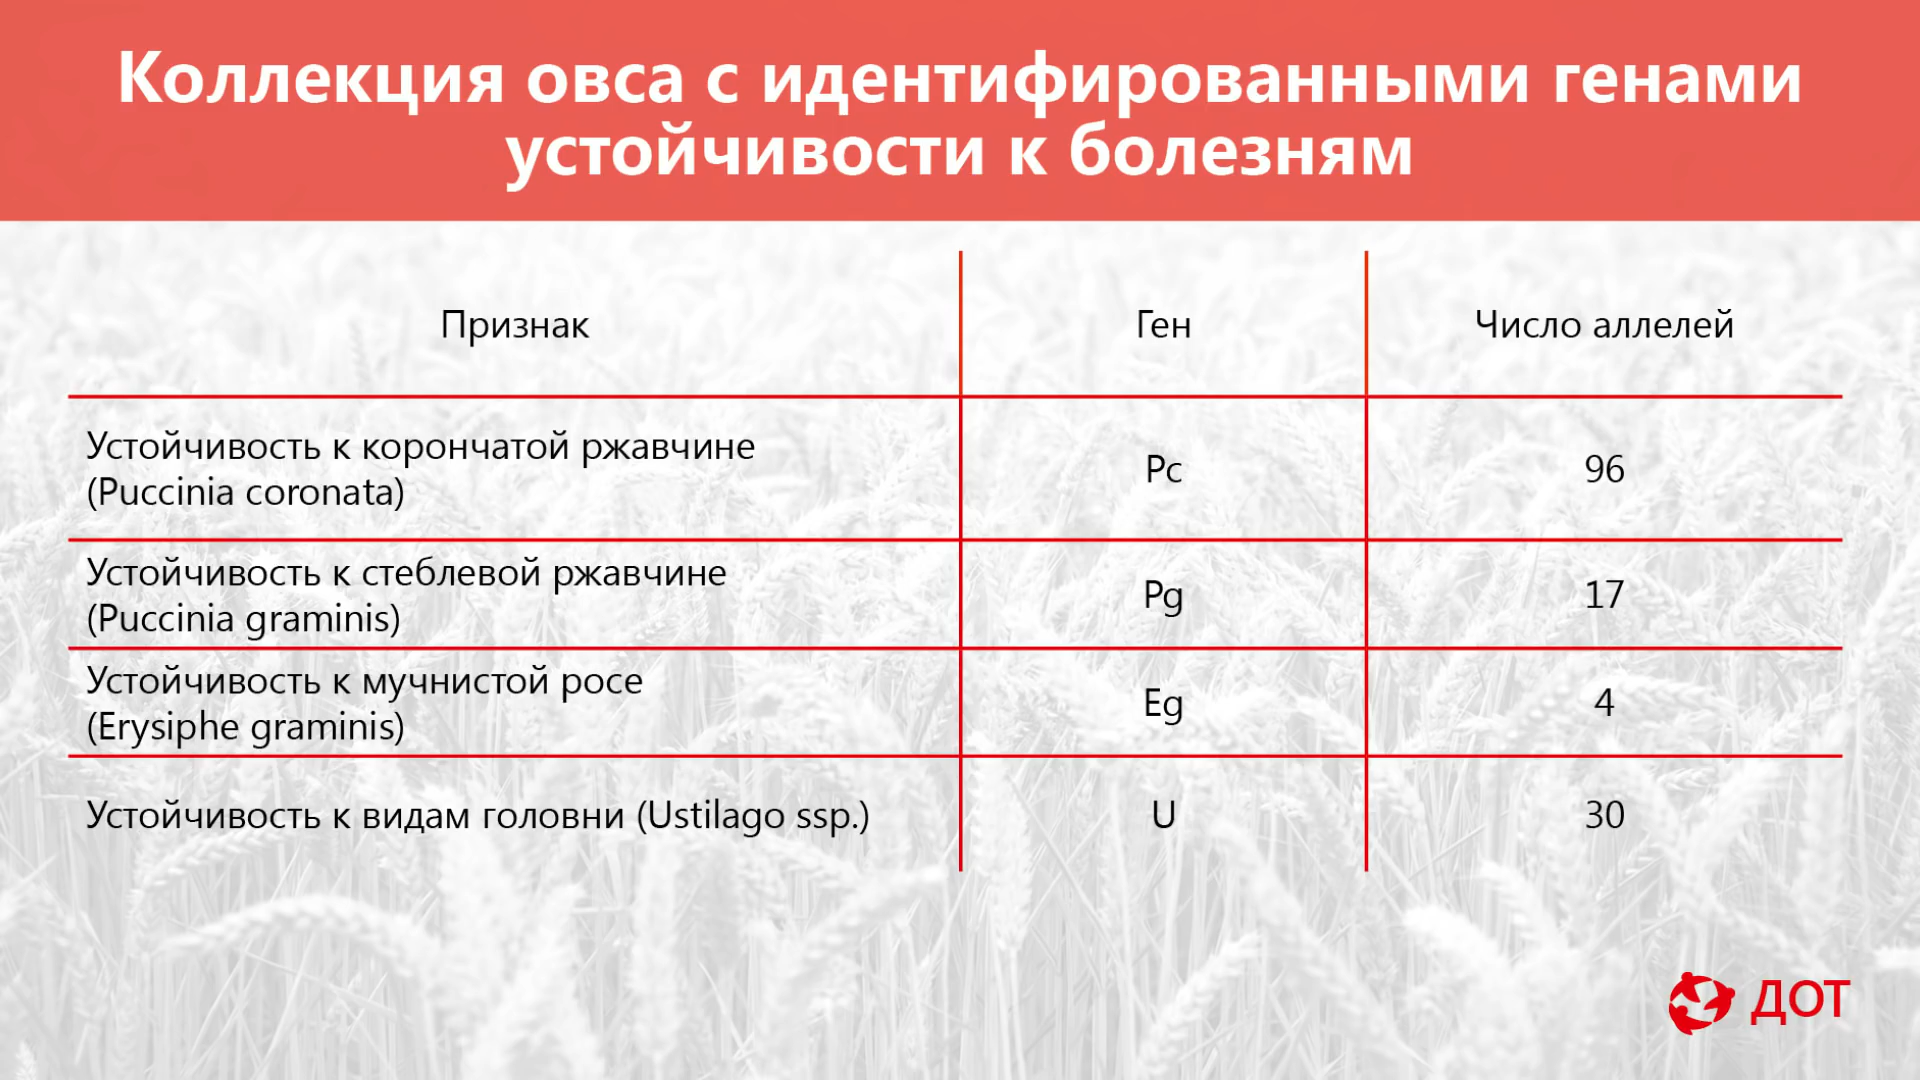 Коллекция овса с идентифированными генами
устойчивости к болезням
Признак
Ген
Число аллелей
Устойчивость к корончатой ржавчине
(Puccinia coronata)
Pc
96
Устойчивость к стеблевой ржавчине
(Puccinia graminis)
Pg
17
Устойчивость к мучнистой росе
(Erysiphe graminis)
Eg
4
Устойчивость к видам головни (Ustilago ssp.)
U
30
ДОТ